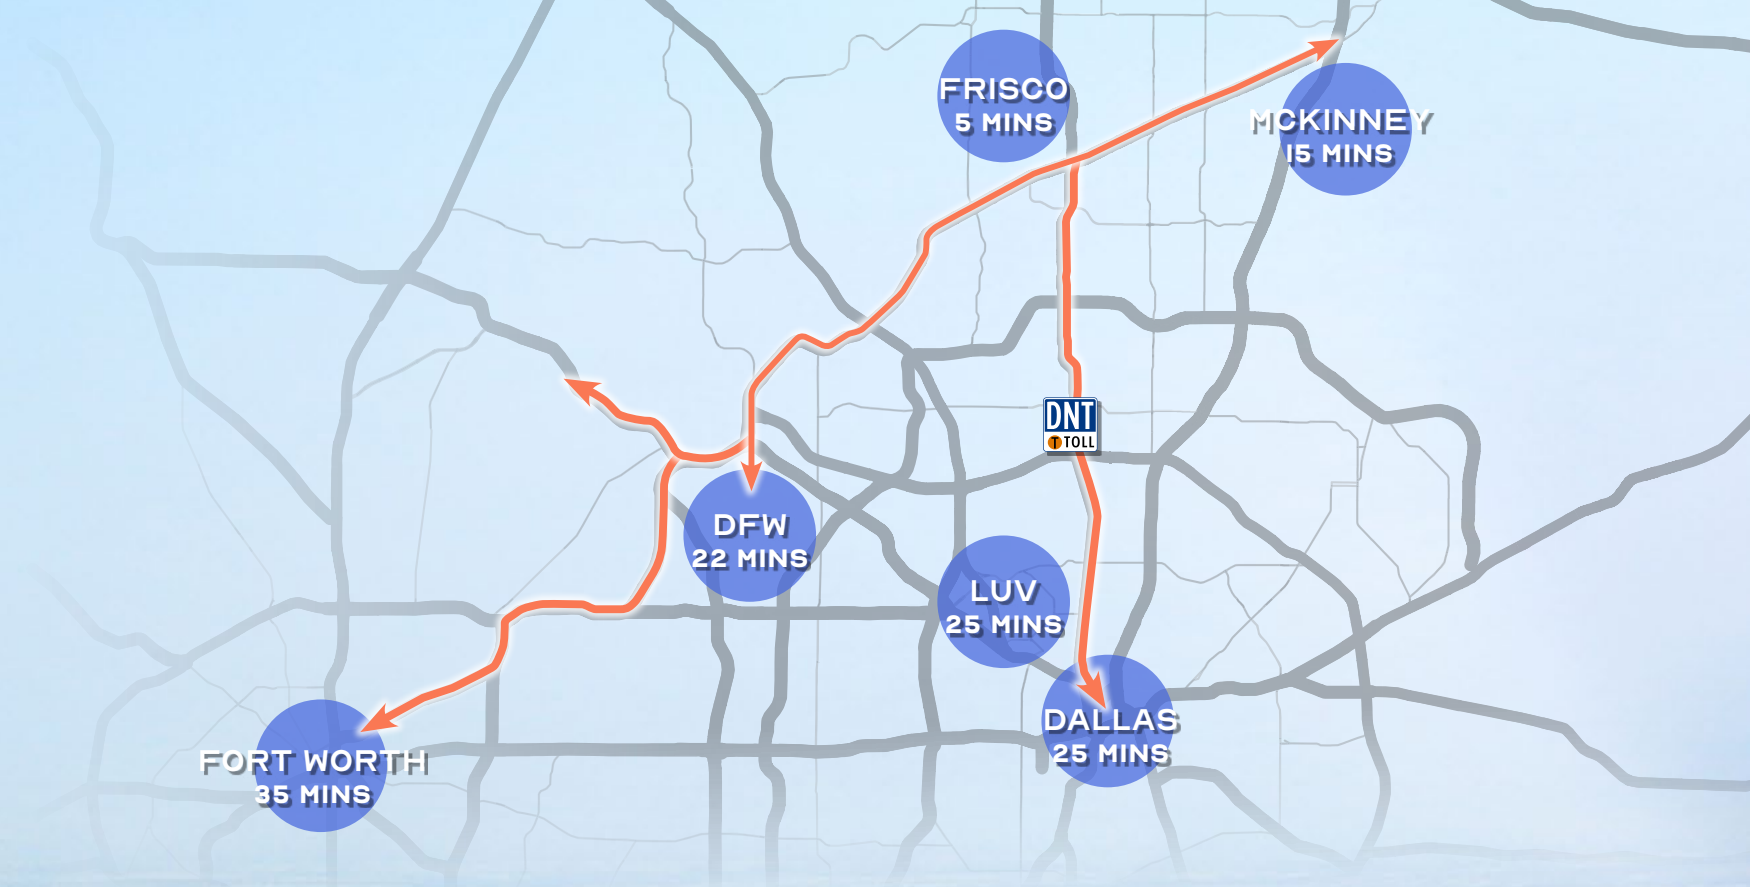 FRISCO
5 MINS
MCKINNEY
15 MINS
DNT
T TOLL
DFW
22 MINS
LUV
25 MINS
DALLAS
25 MINS
FORT WORTH
35 MINS